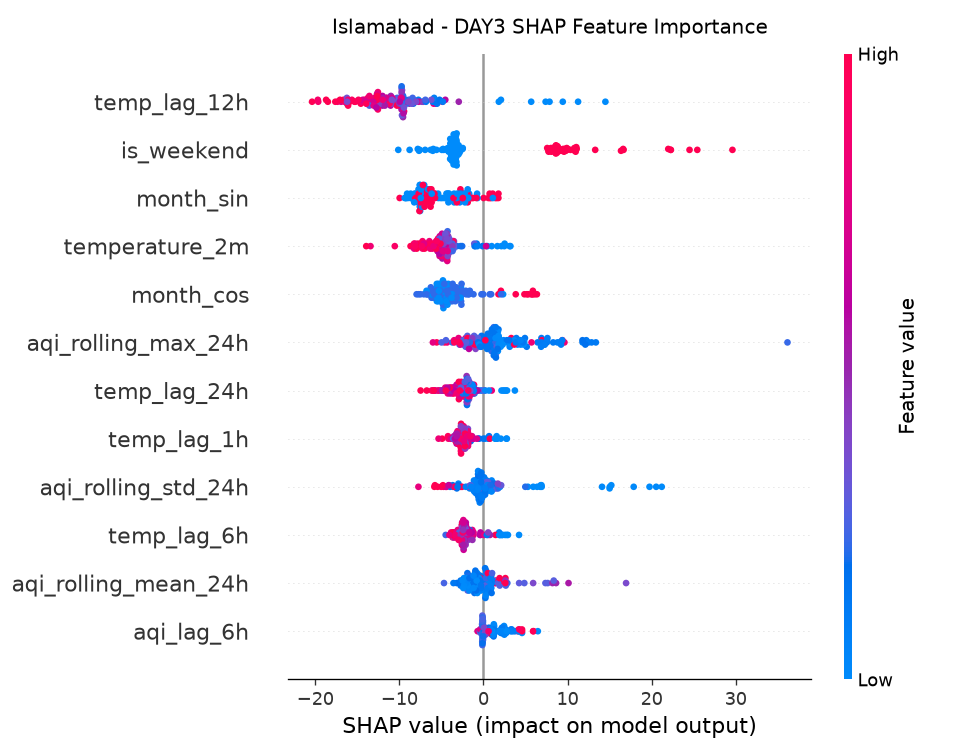 Islamabad - DAY3 SHAP Feature Importance
High
temp_lag_12h
is_weekend
month_sin
temperature_2m
month_cos
aqi_rolling_max_24h
temp_lag_24h
temp_lag_1h
aqi_rolling_std_24h
temp_lag_6h
aqi_rolling_mean_24h
aqi_lag_6h
Feature value
Low
−20 −10 0 10 20 30
SHAP value (impact on model output)